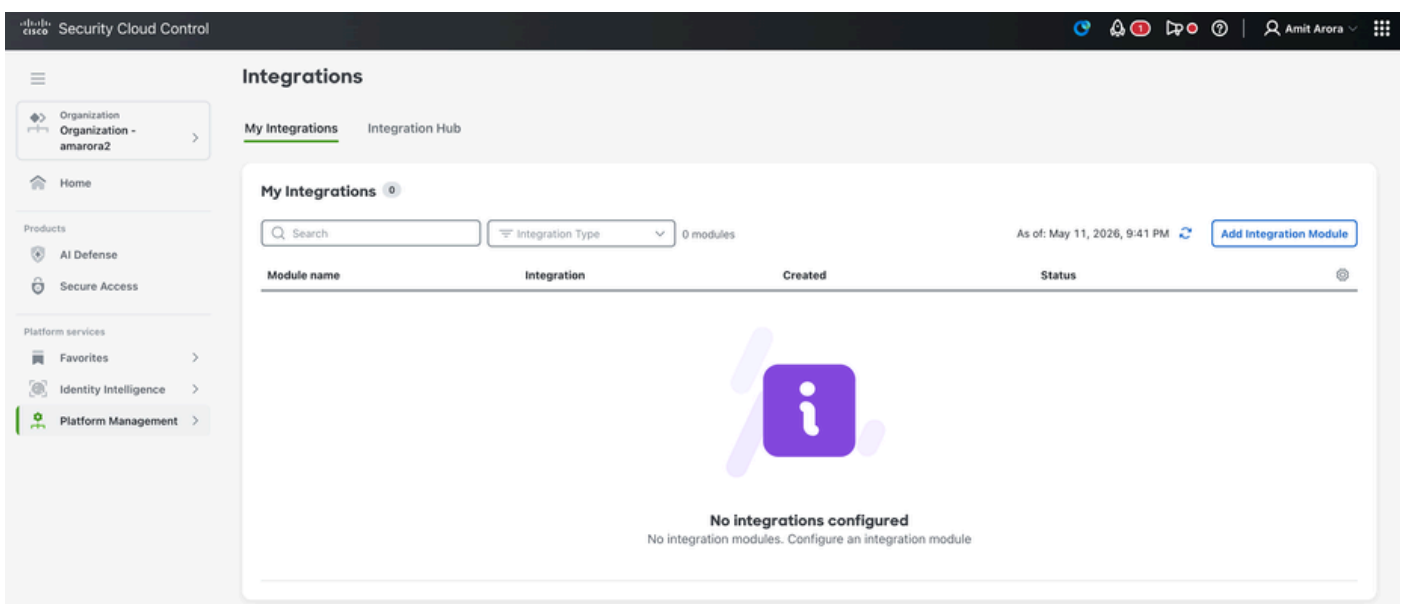 cisco Security Cloud Control
1
Amit Arora
Organization
Organization -
amarora2
Home
Products
AI Defense
Secure Access
Platform services
Favorites
Identity Intelligence
Platform Management
Integrations
My Integrations Integration Hub
My Integrations 0
Search
Integration Type
0 modules
As of: May 11, 2026, 9:41 PM
Add Integration Module
Module name Integration Created Status
No integrations configured
No integration modules. Configure an integration module